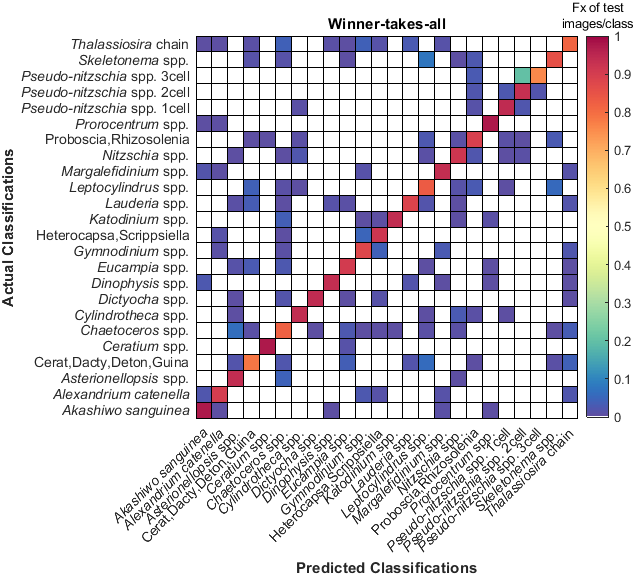 Winner-takes-all
Fx of test
images/class
Actual Classifications
Thalassiosira chain
Skeletonema spp.
Pseudo-nitzschia spp. 3cell
Pseudo-nitzschia spp. 2cell
Pseudo-nitzschia spp. 1cell
Prorocentrum spp.
Proboscia,Rhizosolenia
Nitzschia spp.
Margalefidinium spp.
Leptocylindrus spp.
Lauderia spp.
Katodinium spp.
Heterocapsa,Scrippsiella
Gymnodinium spp.
Eucampia spp.
Dinophysis spp.
Dictyocha spp.
Cylindrotheca spp.
Chaetoceros spp.
Ceratium spp.
Cerat,Dacty,Deton,Guina
Asterionellopsis spp.
Alexandrium catenella
Akashiwo sanguinea
1
0.9
0.8
0.7
0.6
0.5
0.4
0.3
0.2
0.1
0
Akashiwo sanguinea
Alexandrium catenella
Asterionellopsis spp.
Cerat,Dacty,Deton,Guina
Ceratium spp
Chaetoceros spp
Cylindrotheca spp
Dictyocha spp
Dinophysis spp
Eucampia spp
Gymnodinium spp
Heterocapsa,Scrippsiella
Katodinium spp
Lauderia spp
Leptocylindrus spp
Margalefidinium spp
Nitzschia spp
Proboscia,Rhizosolenia
Prorocentrum spp
Pseudo-nitzschia spp. 1cell
Pseudo-nitzschia spp. 2cell
Pseudo-nitzschia spp. 3cell
Skeletonema spp
Thalassiosira chain
Predicted Classifications